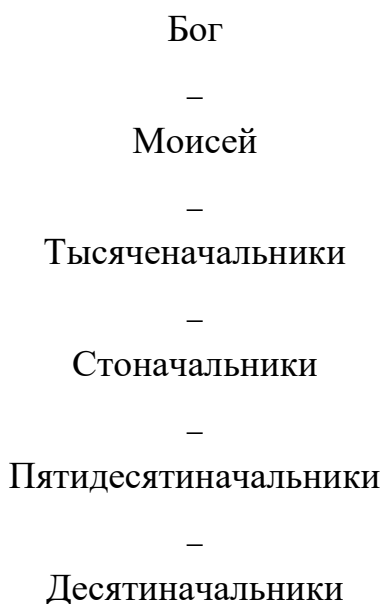 Бог
–
Моисей
–
Тысяченачальники
–
Стоначальники
–
Пятидесятиначальники
–
Десятиначальники